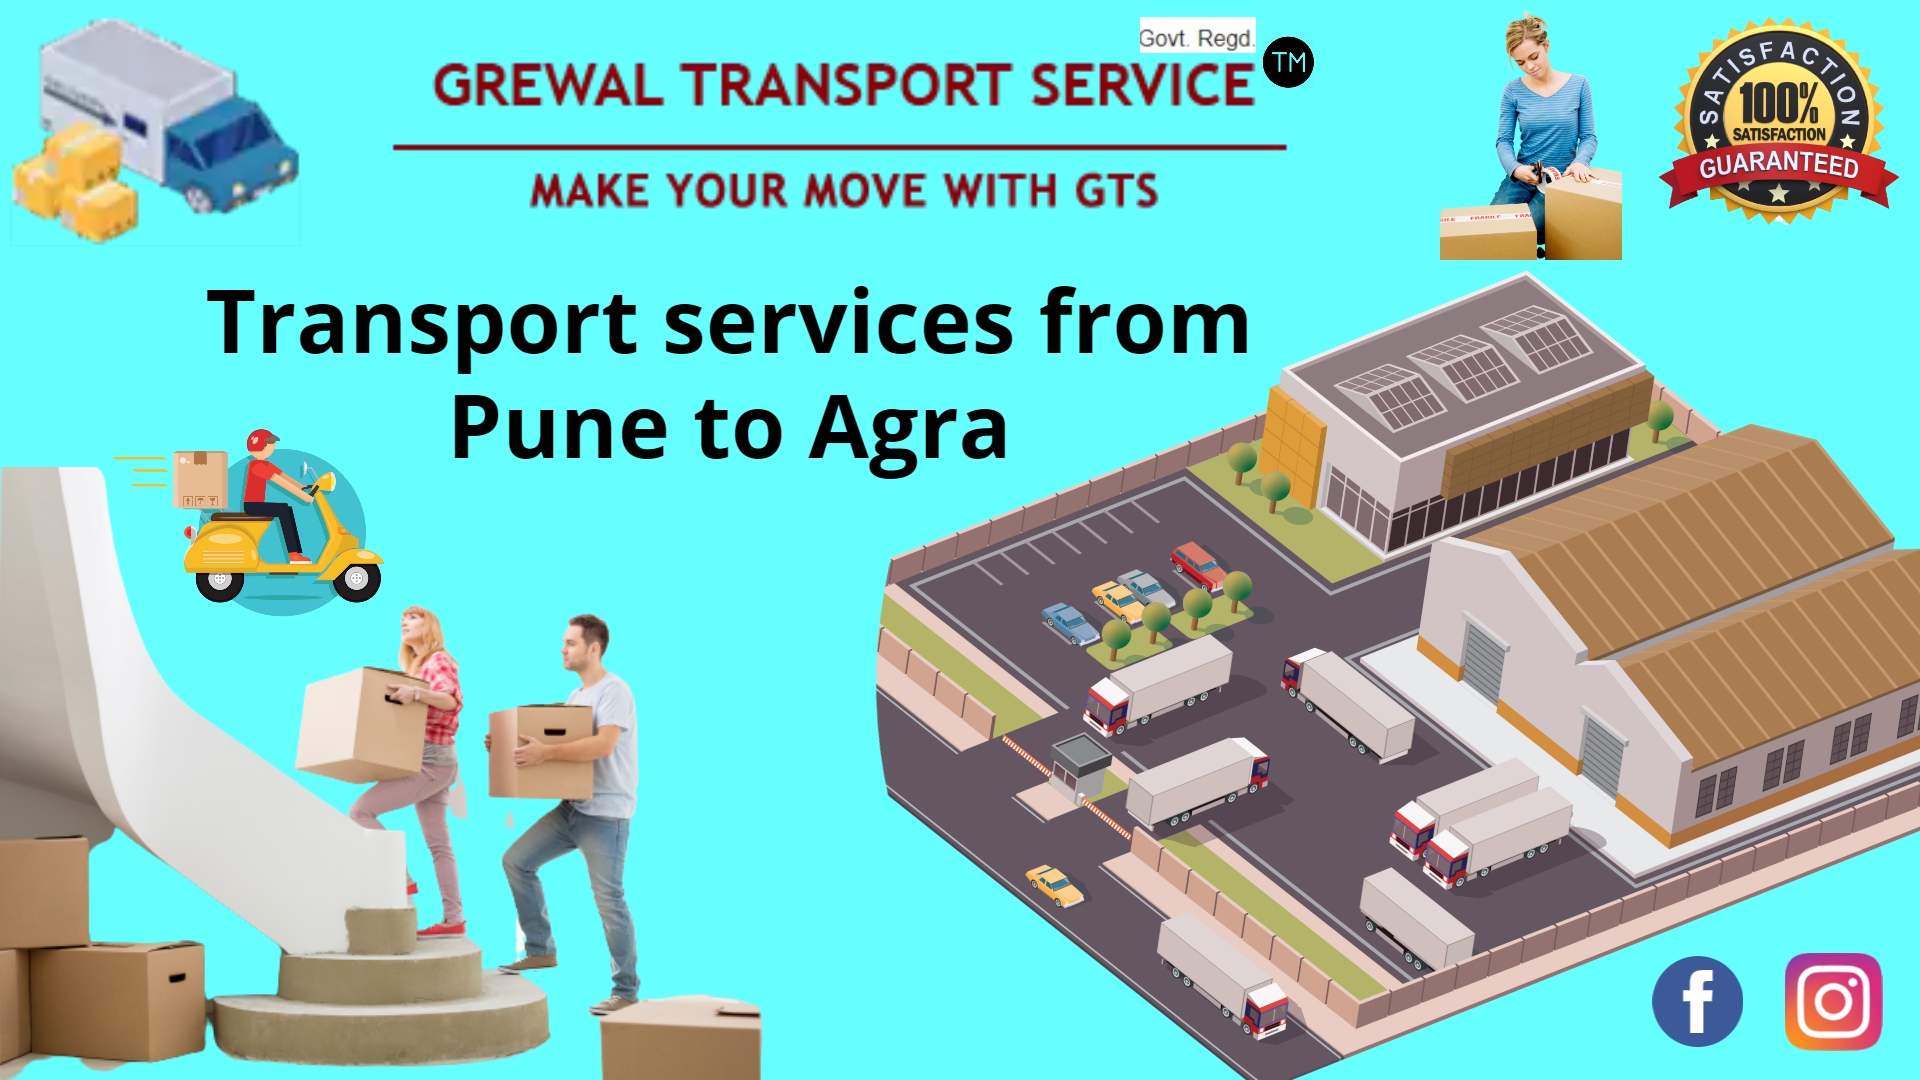 Govt. Regd.
GREWAL TRANSPORT SERVICE
TM
MAKE YOUR MOVE WITH GTS
SATISFACTION
100%
SATISFACTION
GUARANTEED
FRAGILE
Transport services from
Pune to Agra